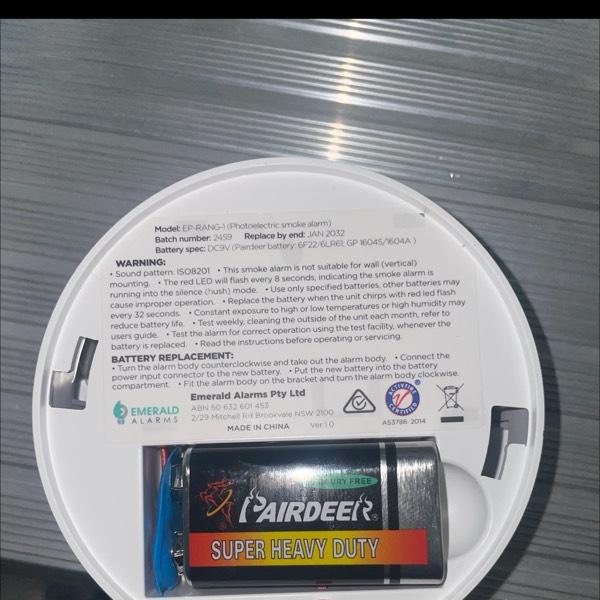 Model: EP-RANG-1 (Photoelectric smoke alarm)
Batch number: 2459 Replace by end: JAN 2032
Battery spec: DC9V (Pairdeer battery: 6F22/6LR61; GP 1604S/1604A )
WARNING:
• Sound pattern: ISO8201 • This smoke alarm is not suitable for wall (vertical)
mounting. • The red LED will flash every 8 seconds, indicating the smoke alarm is
running into the silence (hush) mode. • Use only specified batteries, other batteries may
cause improper operation. • Replace the battery when the unit chirps with red led flash
every 32 seconds. • Constant exposure to high or low temperatures or high humidity may
reduce battery life. • Test weekly, cleaning the outside of the unit each month, refer to
users guide. • Test the alarm for correct operation using the test facility, whenever the
battery is replaced. • Read the instructions before operating or servicing.
BATTERY REPLACEMENT:
• Turn the alarm body counterclockwise and take out the alarm body. • Connect the
power input connector to the new battery. • Put the new battery into the battery
compartment. • Fit the alarm body on the bracket and turn the alarm body clockwise.
EMERALD
ALARMS
Emerald Alarms Pty Ltd
ABN 50 632 601 453
2/29 Mitchell Rd Brookvale NSW 2100
MADE IN CHINA Ver1.0
ACTIVFIRE
CERTIFIED
AS3786: 2014
URY FREE
PAIRDEER
SUPER HEAVY DUTY